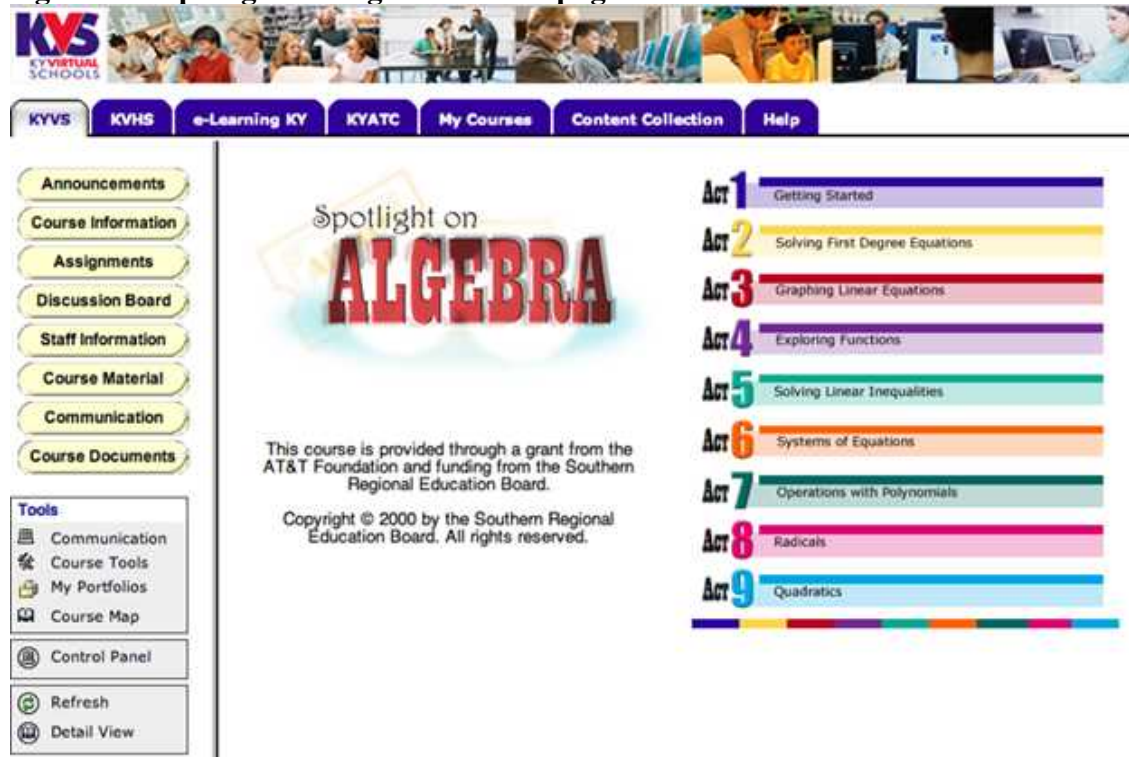 KVS
KY VIRTUAL
SCHOOLS
KYVS KVHS e-Learning KY KYATC My Courses Content Collection Help
Announcements
Course Information
Assignments
Discussion Board
Staff Information
Course Material
Communication
Course Documents
Tools
Communication
Course Tools
My Portfolios
Course Map
Control Panel
Refresh
Detail View
Spotlight on
ALGEBRA
This course is provided through a grant from the
AT&T Foundation and funding from the Southern
Regional Education Board.
Copyright © 2000 by the Southern Regional
Education Board. All rights reserved.
Act 1 Getting Started
Act 2 Solving First Degree Equations
Act 3 Graphing Linear Equations
Act 4 Exploring Functions
Act 5 Solving Linear Inequalities
Act 6 Systems of Equations
Act 7 Operations with Polynomials
Act 8 Radicals
Act 9 Quadratics